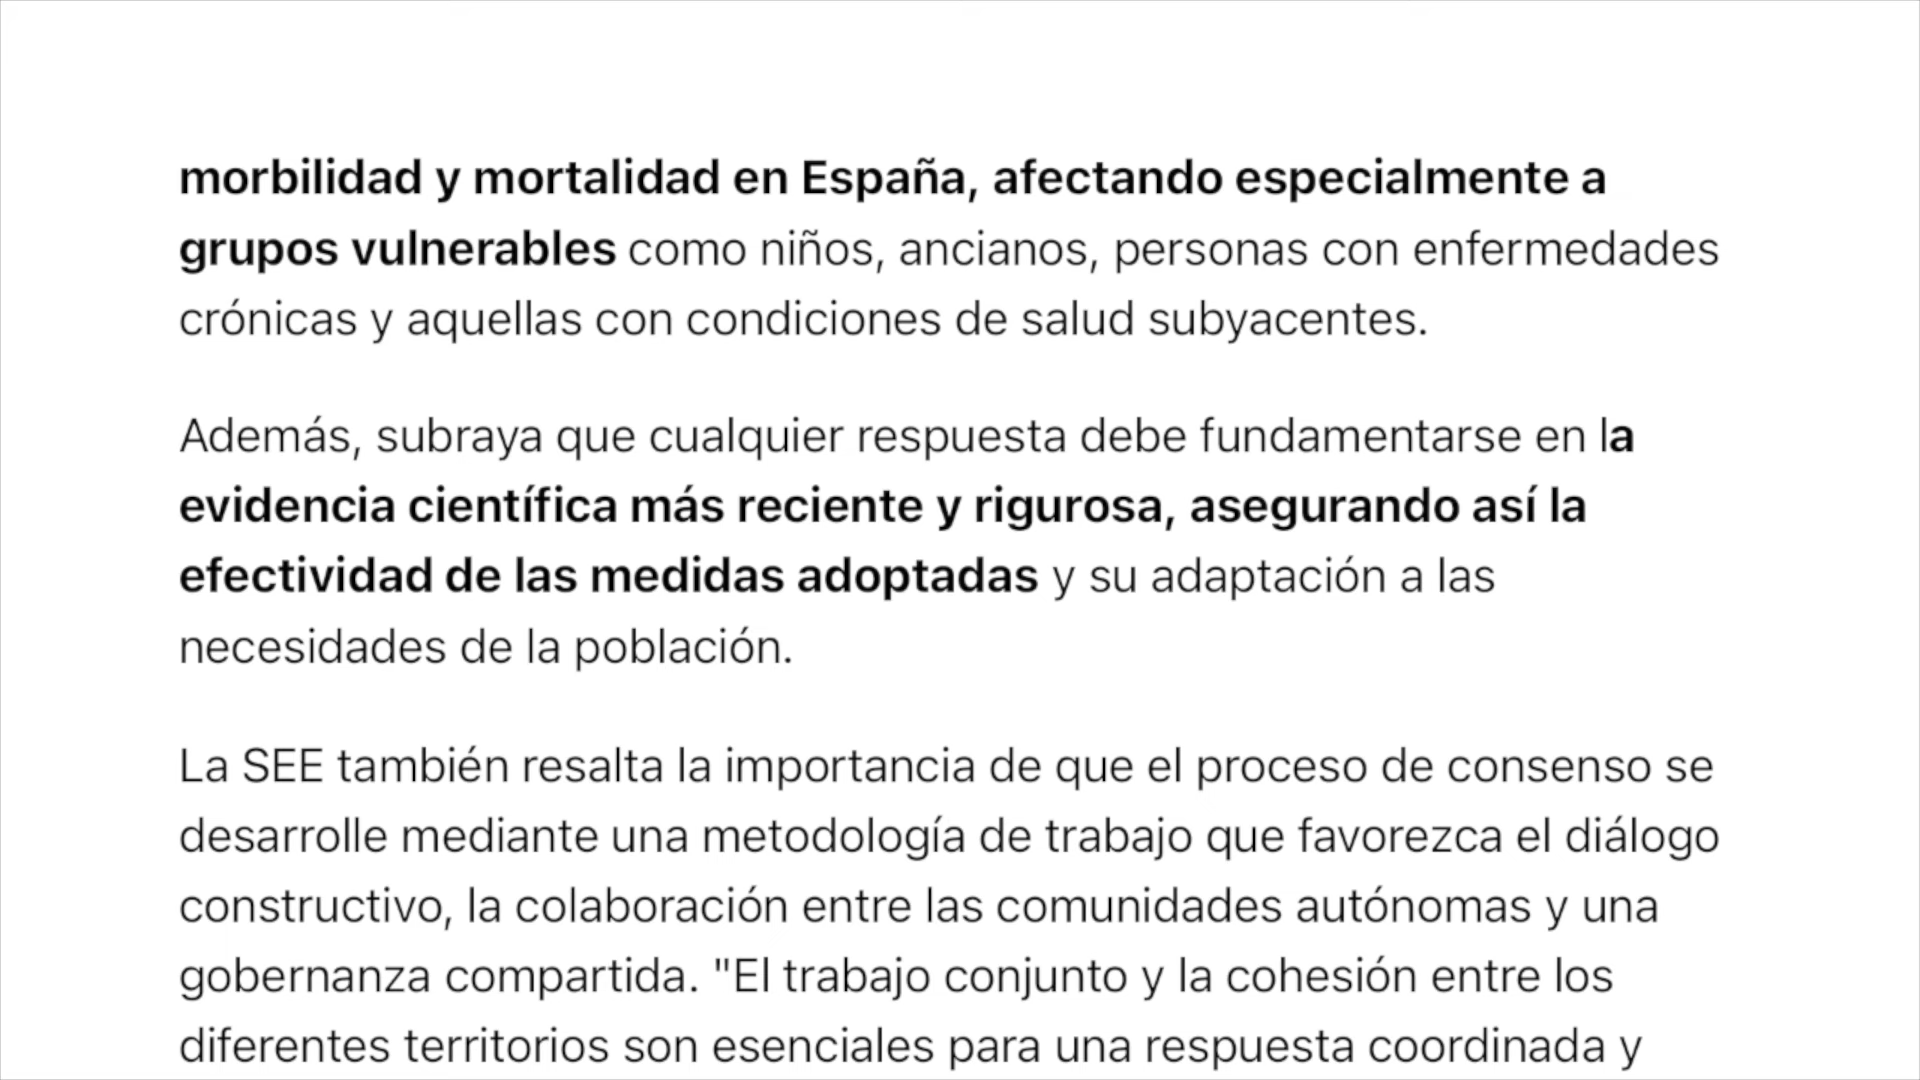 morbilidad y mortalidad en España, afectando especialmente a
grupos vulnerables como niños, ancianos, personas con enfermedades
crónicas y aquellas con condiciones de salud subyacentes.
Además, subraya que cualquier respuesta debe fundamentarse en la
evidencia científica más reciente y rigurosa, asegurando así la
efectividad de las medidas adoptadas y su adaptación a las
necesidades de la población.
La SEE también resalta la importancia de que el proceso de consenso se
desarrolle mediante una metodología de trabajo que favorezca el diálogo
constructivo, la colaboración entre las comunidades autónomas y una
gobernanza compartida. "El trabajo conjunto y la cohesión entre los
diferentes territorios son esenciales para una respuesta coordinada y